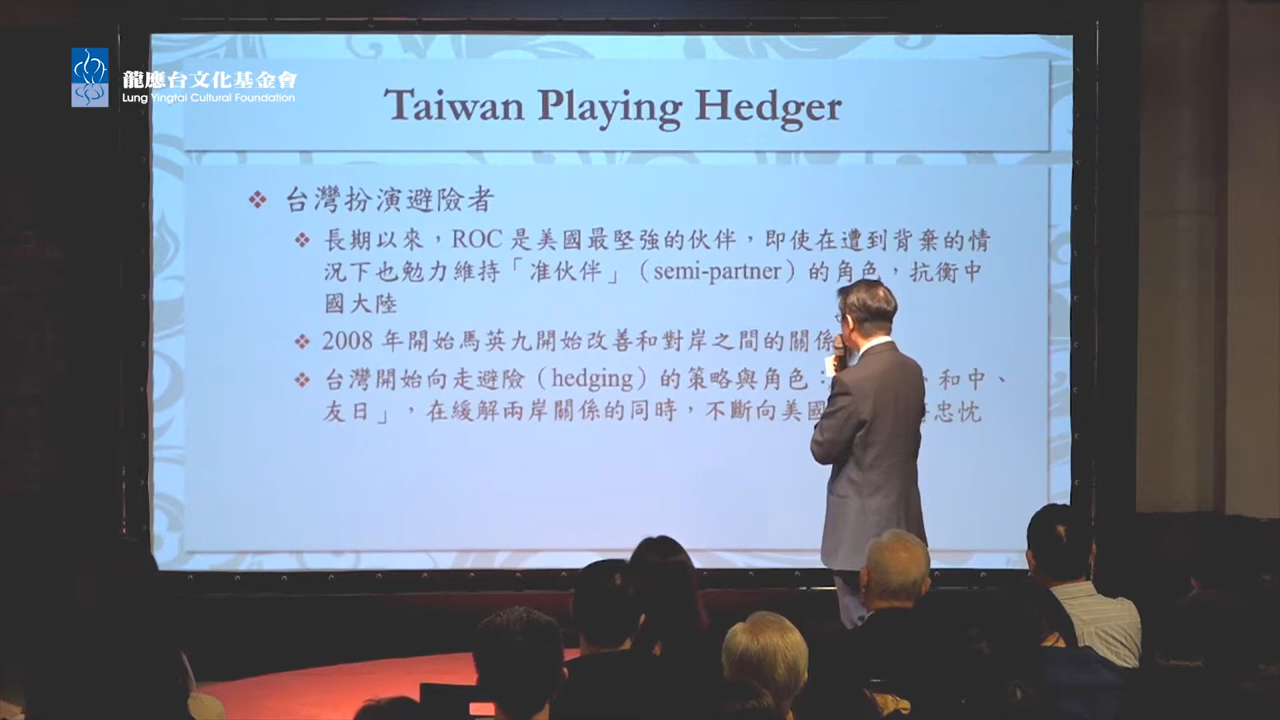 龍應台文化基金會
Lung Yingtai Cultural Foundation
Taiwan Playing Hedger
❖ 台灣扮演避險者
❖ 長期以來，ROC 是美國最堅強的伙伴，即使在遭到背棄的情
況下也勉力維持「准伙伴」（semi-partner）的角色，抗衡中
國大陸
❖ 2008 年開始馬英九開始改善和對岸之間的關係
❖ 台灣開始向走避險（hedging）的策略與角色：、和中、
友日」，在緩解兩岸關係的同時，不斷向美國忠忱